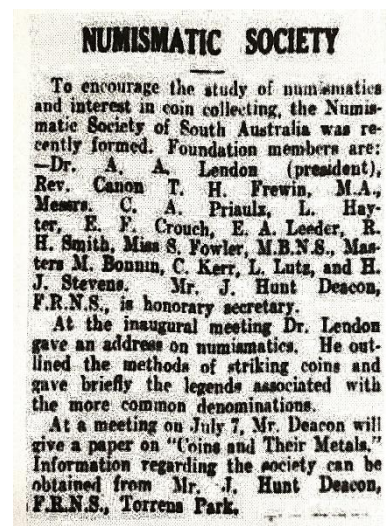 NUMISMATIC SOCIETY
To encourage the study of numismatics
and interest in coin collecting, the Numis-
matic Society of South Australia was re-
cently formed. Foundation members are:
—Dr. A. A. Lendon (president),
Rev. Canon T. H. Frewin, M.A.,
Messrs. C. A. Priaulx, L. Hay-
ter, E. F. Crouch, E. A. Leeder, R.
H. Smith, Miss S. Fowler, M.B.N.S., Mas-
ters M. Bonnin, C. Kerr, L. Lutz, and H.
J. Stevens. Mr. J. Hunt Deacon,
F.R.N.S., is honorary secretary.
At the inaugural meeting Dr. Lendon
gave an address on numismatics. He out-
lined the methods of striking coins and
gave briefly the legends associated with
the more common denominations.
At a meeting on July 7, Mr. Deacon will
give a paper on "Coins and Their Metals."
Information regarding the society can be
obtained from Mr. J. Hunt Deacon,
F.R.N.S., Torrens Park.